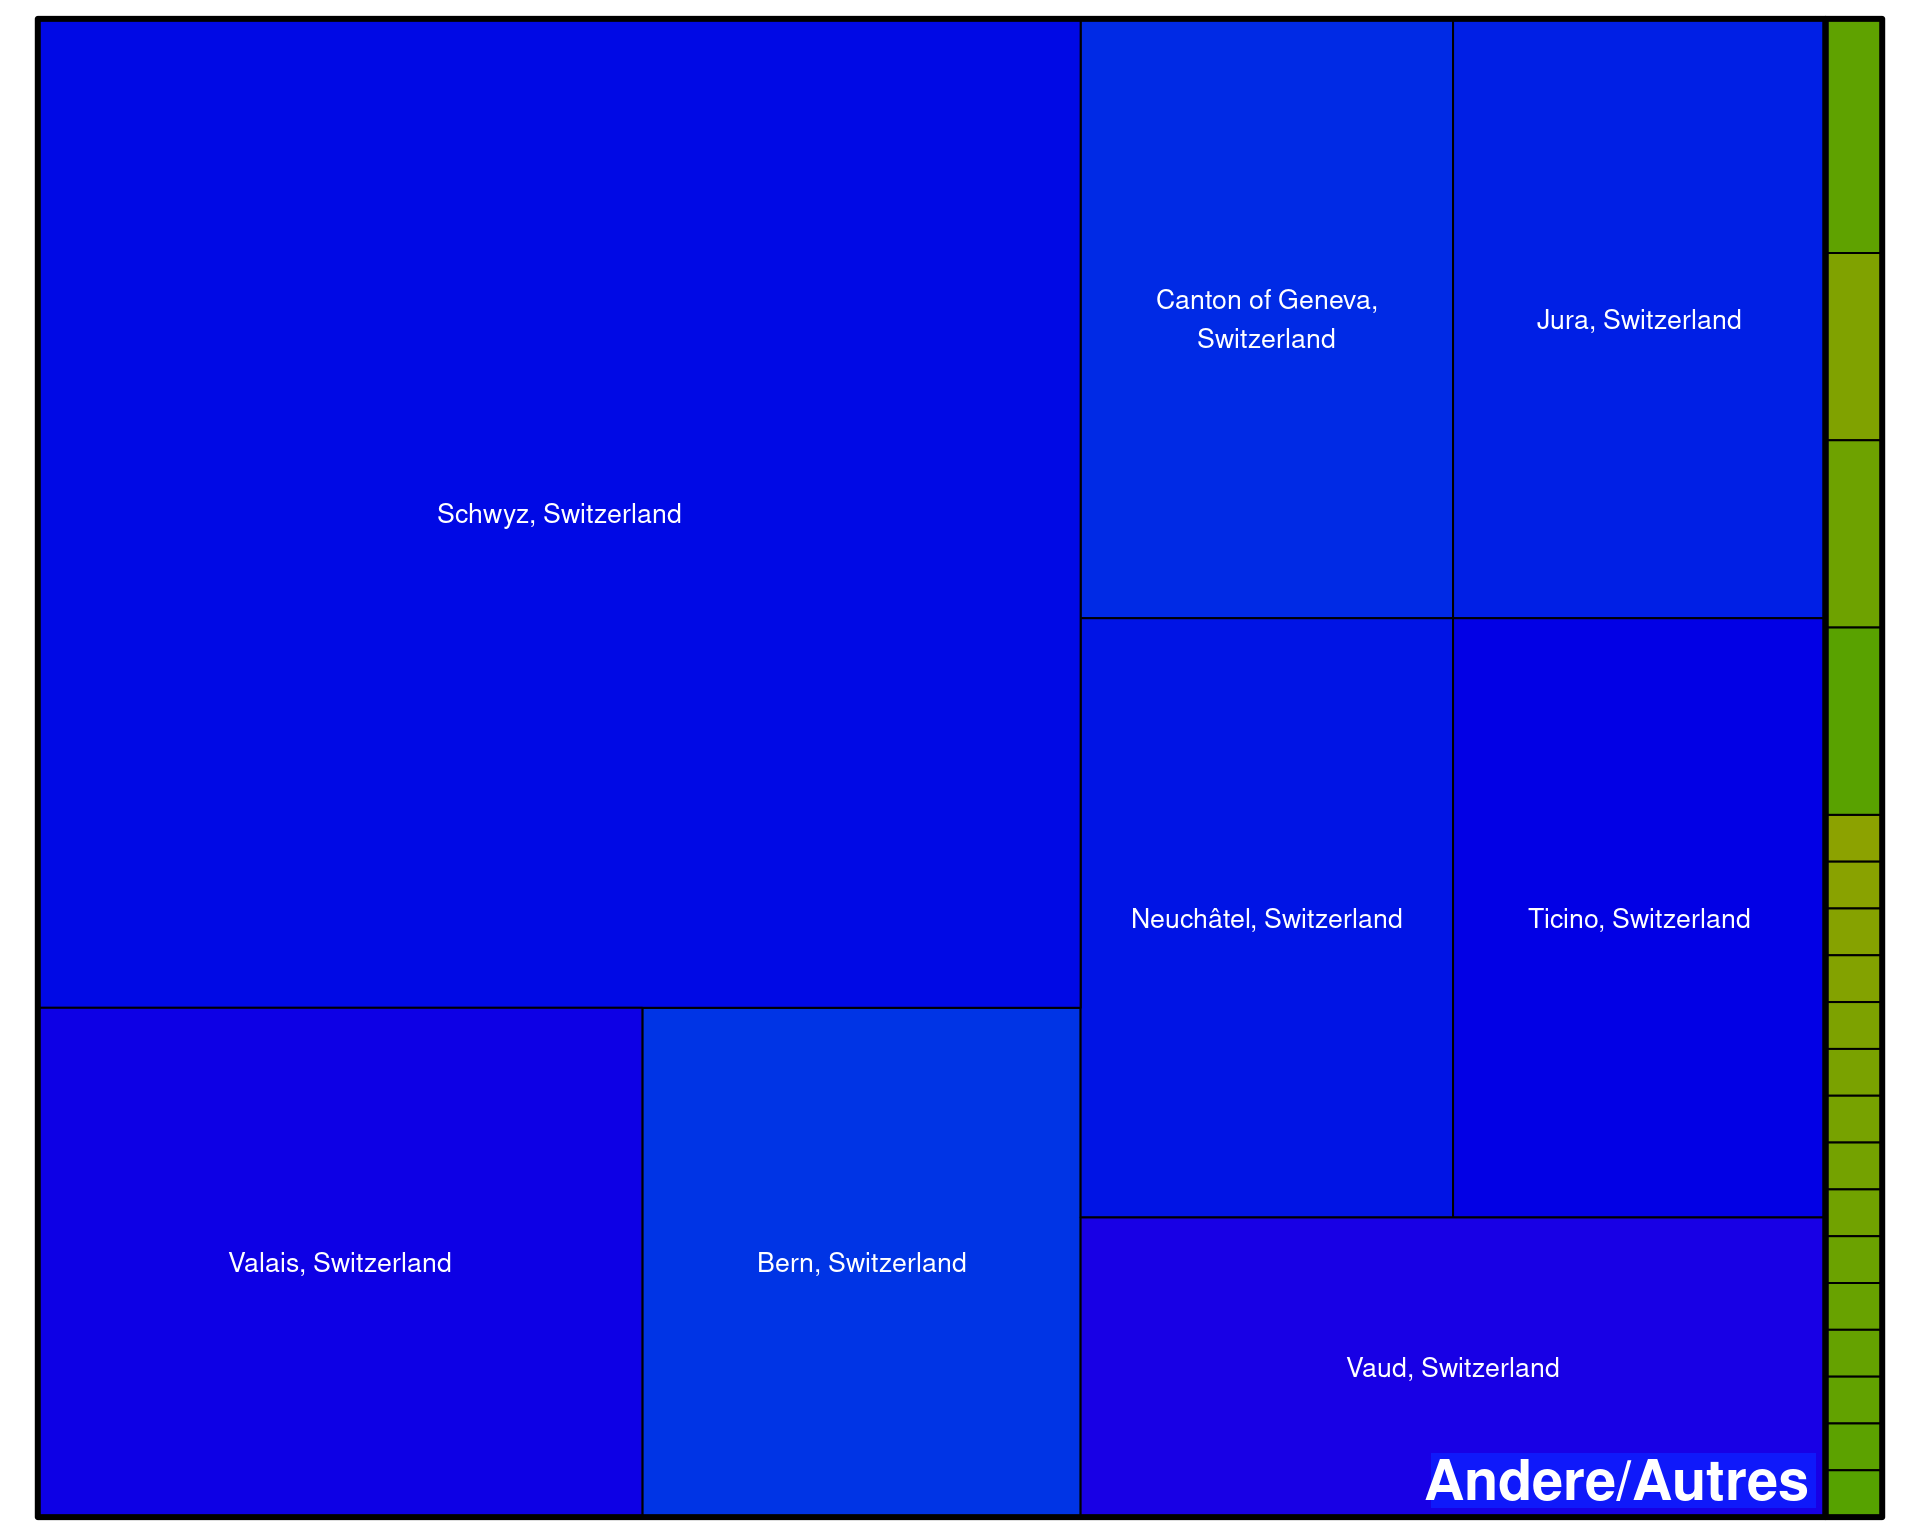 Schwyz, Switzerland
Canton of Geneva,
Switzerland
Jura, Switzerland
Neuchâtel, Switzerland
Ticino, Switzerland
Valais, Switzerland
Bern, Switzerland
Vaud, Switzerland
Andere/Autres